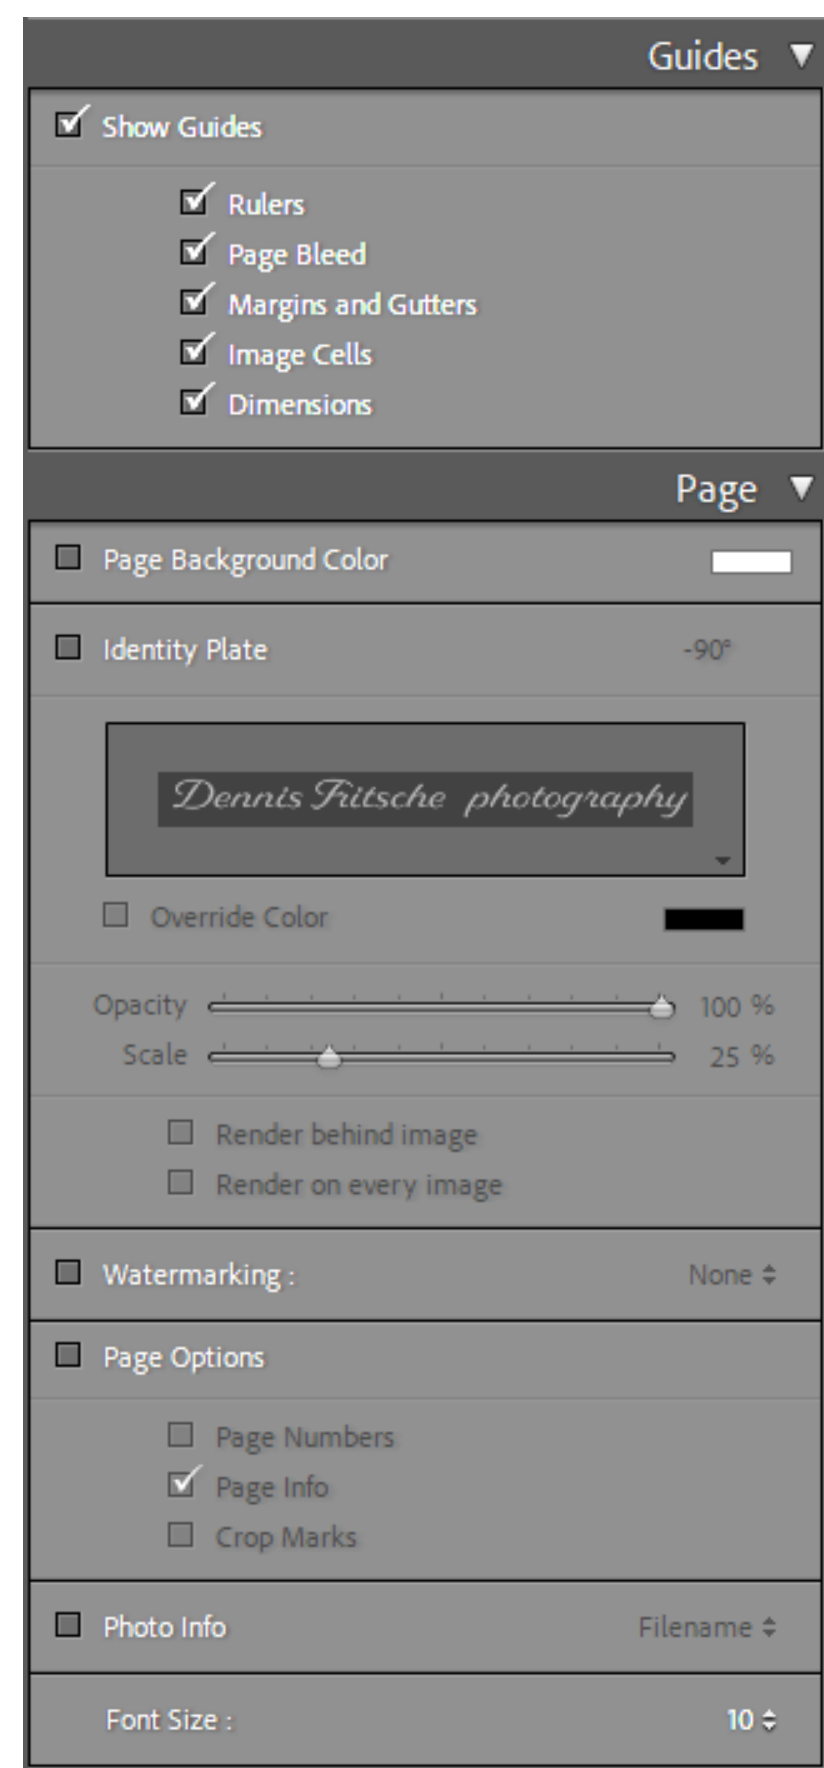 Guides
Show Guides
Rulers
Page Bleed
Margins and Gutters
Image Cells
Dimensions
Page
Page Background Color
Identity Plate -90°
Dennis Fritsche photography
Override Color
Opacity 100 %
Scale 25 %
Render behind image
Render on every image
Watermarking : None
Page Options
Page Numbers
Page Info
Crop Marks
Photo Info Filename
Font Size : 10